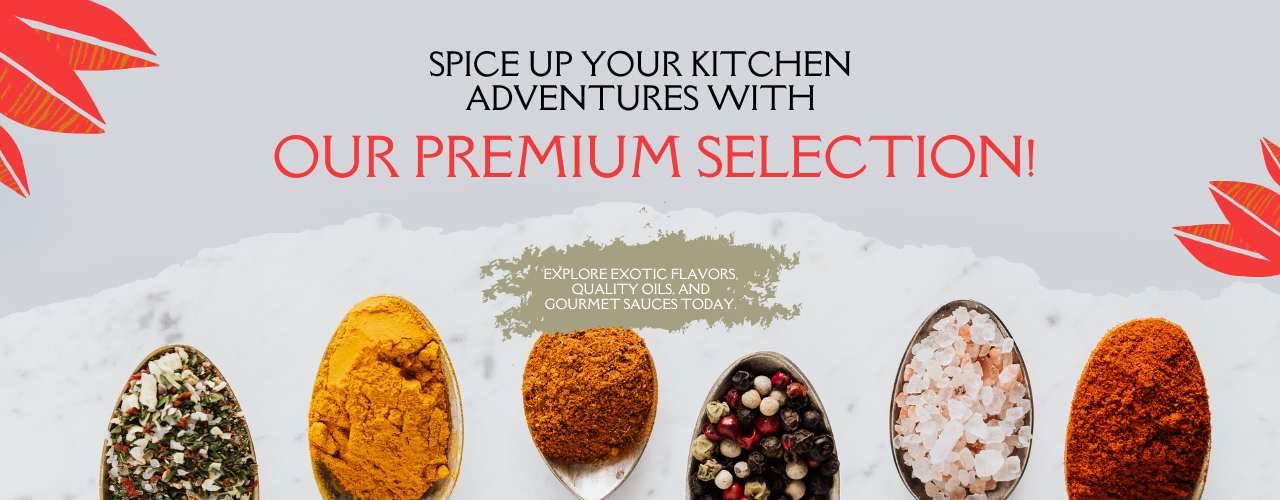 SPICE UP YOUR KITCHEN
ADVENTURES WITH
OUR PREMIUM SELECTION!
EXPLORE EXOTIC FLAVORS,
QUALITY OILS, AND
GOURMET SAUCES TODAY.